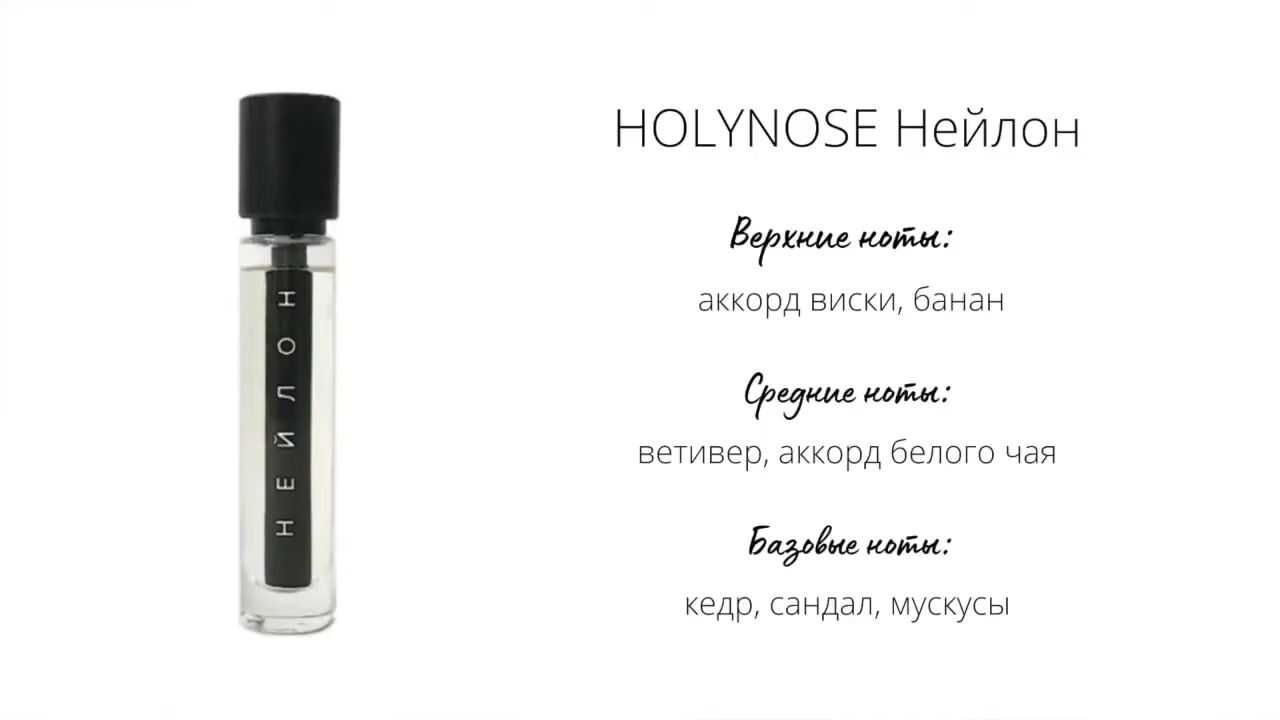 HOLYNOSE Нейлон
Верхние ноты:
аккорд виски, банан
Средние ноты:
ветивер, аккорд белого чая
Базовые ноты:
кедр, сандал, мускусы
НЕЙЛОН